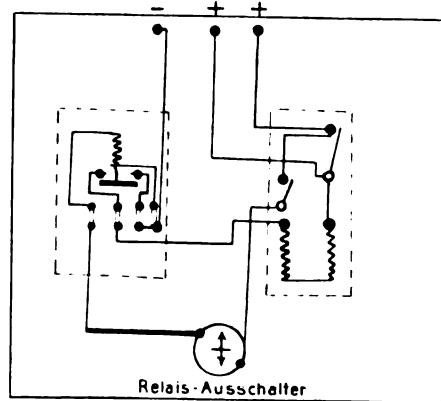 - + +
Relais-Ausschalter